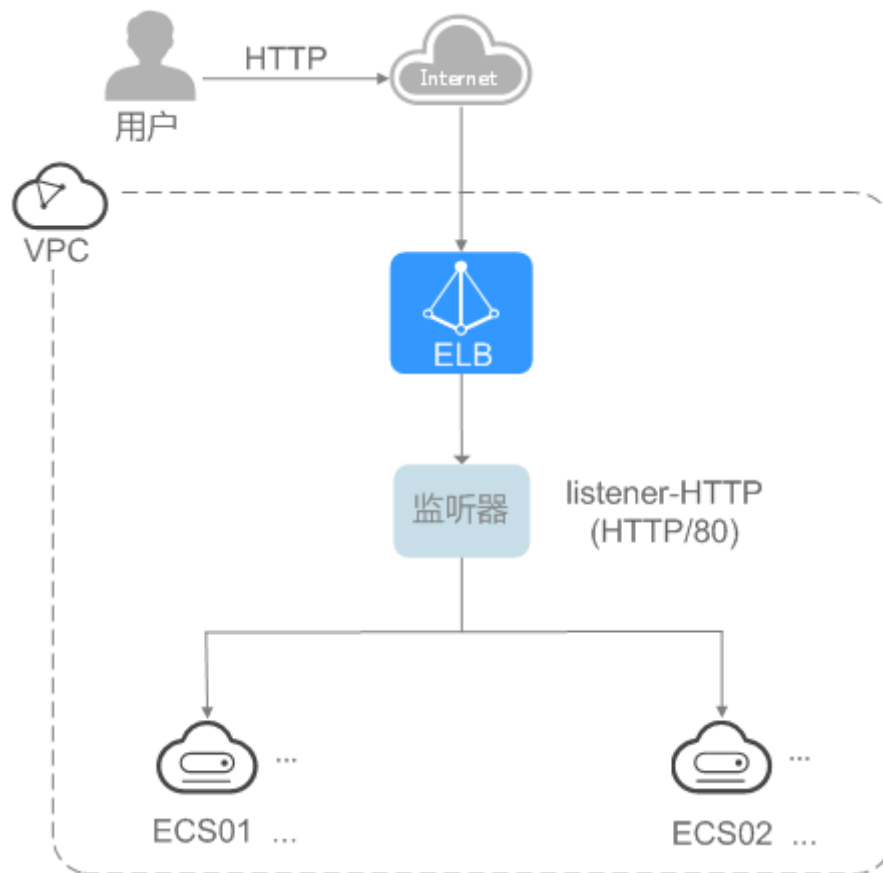 HTTP
Internet
用户
VPC
ELB
监听器
listener-HTTP
(HTTP/80)
...
...
ECS01 ...
ECS02 ...